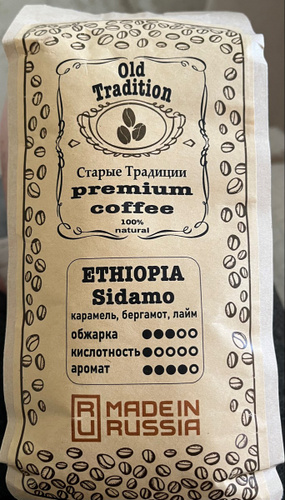 Old
Tradition
Старые Традиции
premium
coffee
100%
natural
ETHIOPIA
Sidamo
карамель, бергамот, лайм
обжарка
кислотность
аромат
RU
MADE IN
RUSSIA